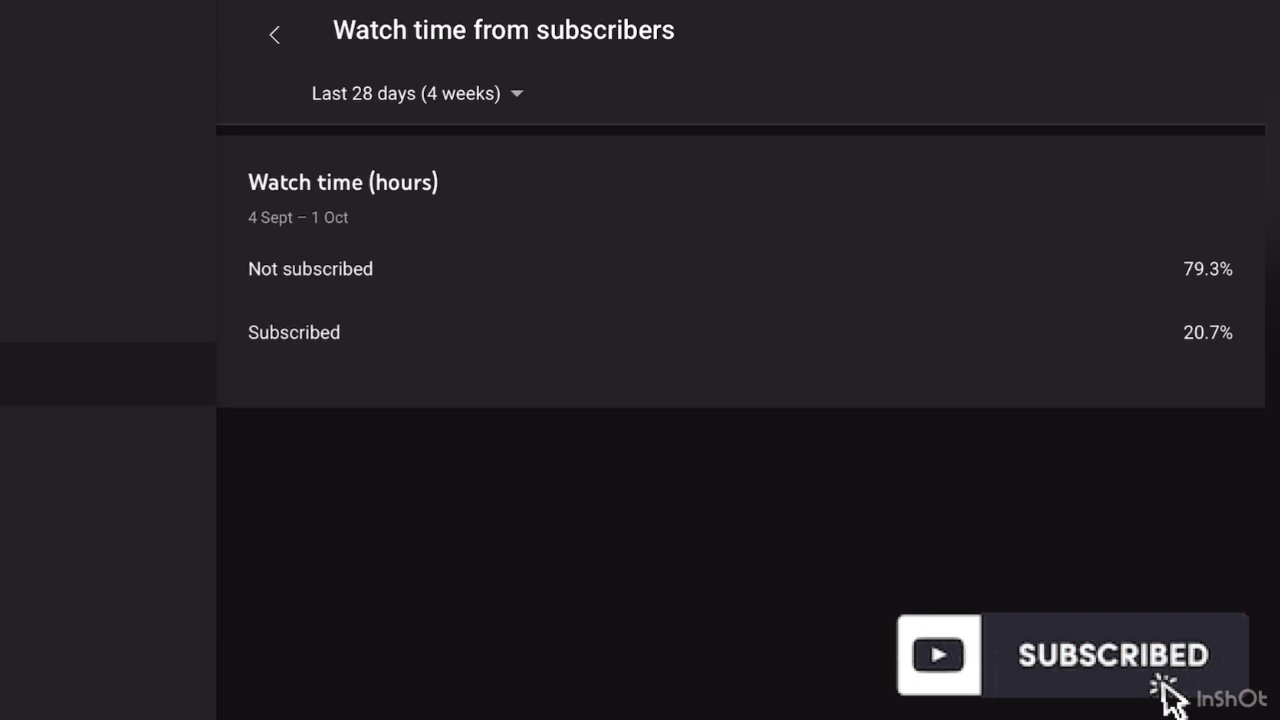 Watch time from subscribers
Last 28 days (4 weeks)
Watch time (hours)
4 Sept – 1 Oct
Not subscribed 79.3%
Subscribed 20.7%
SUBSCRIBED
InShOt